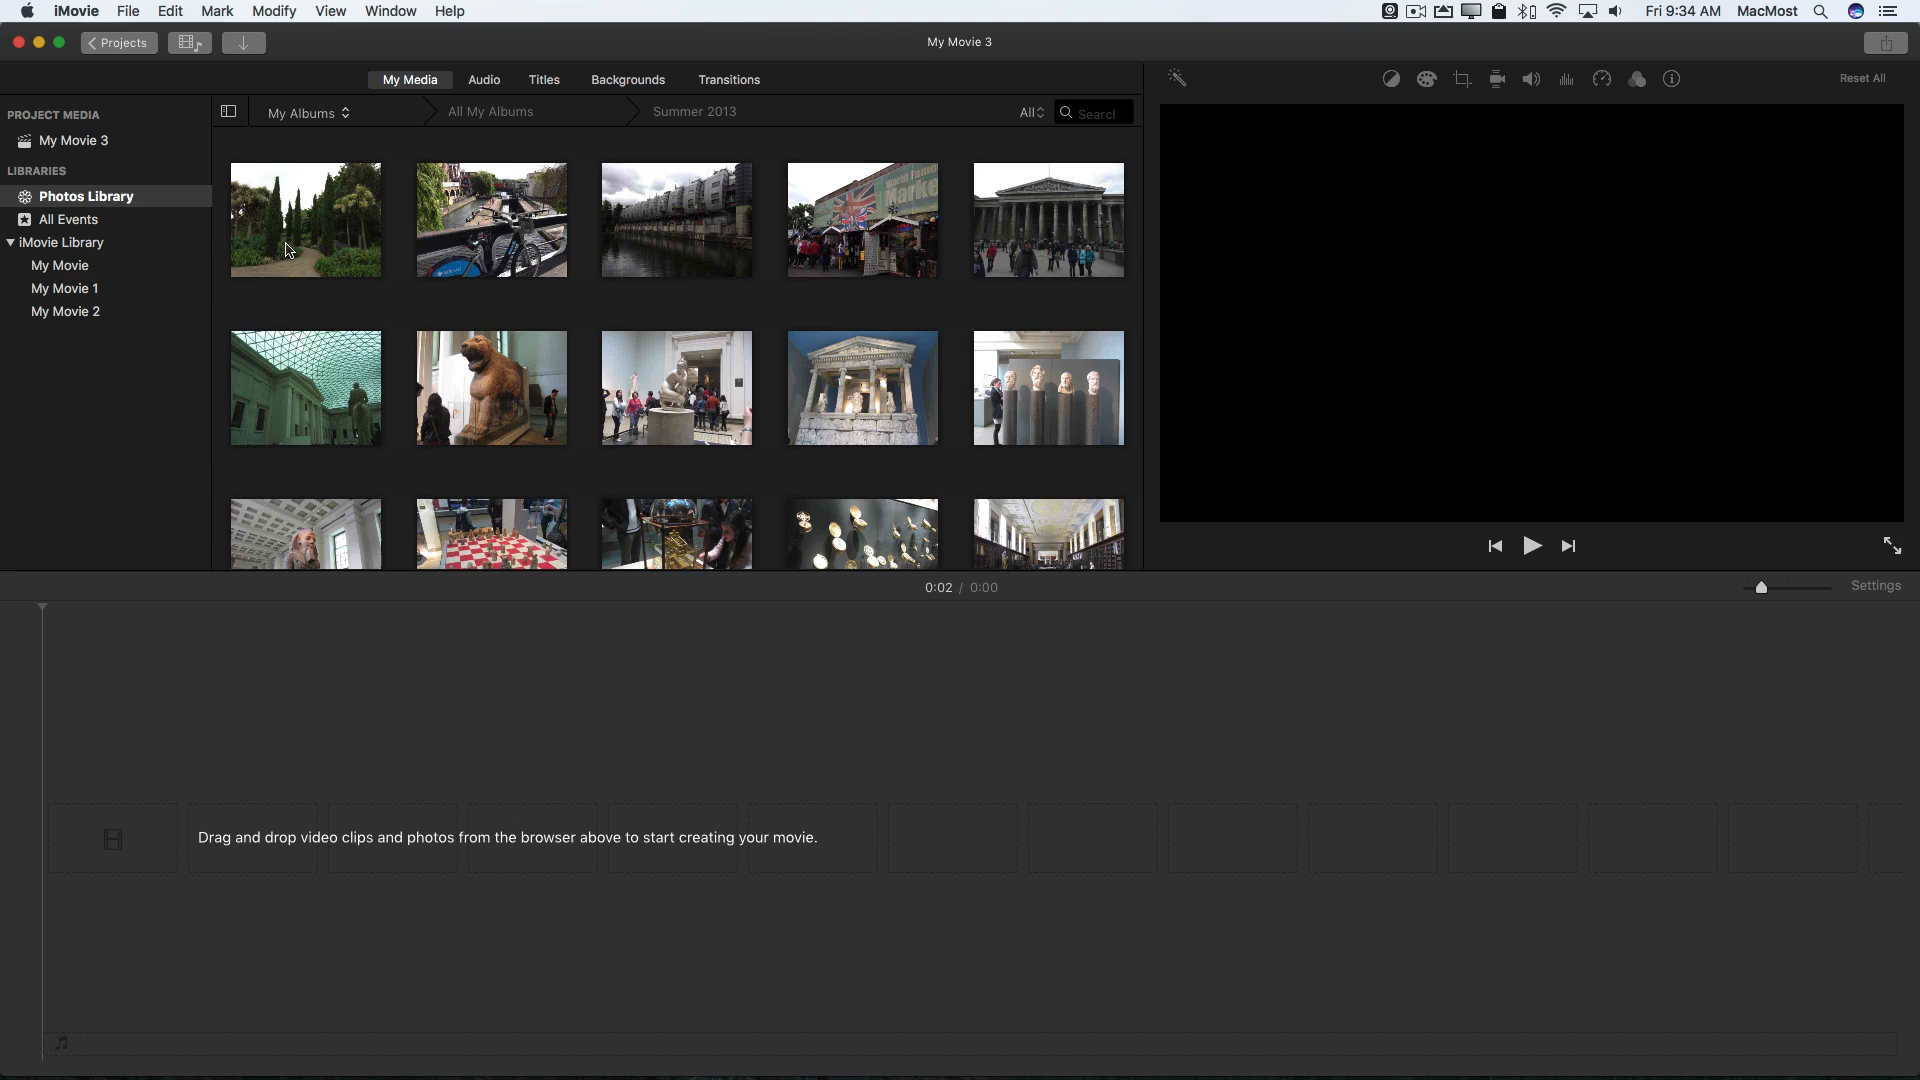 iMovie File Edit Mark Modify View Window Help
Fri 9:34 AM MacMost
Projects
My Movie 3
My Media Audio Titles Backgrounds Transitions
Reset All
PROJECT MEDIA
My Movie 3
LIBRARIES
Photos Library
All Events
iMovie Library
My Movie
My Movie 1
My Movie 2
My Albums All My Albums Summer 2013
All Search
World Famo
Marke
0:02 / 0:00
Settings
Drag and drop video clips and photos from the browser above to start creating your movie.